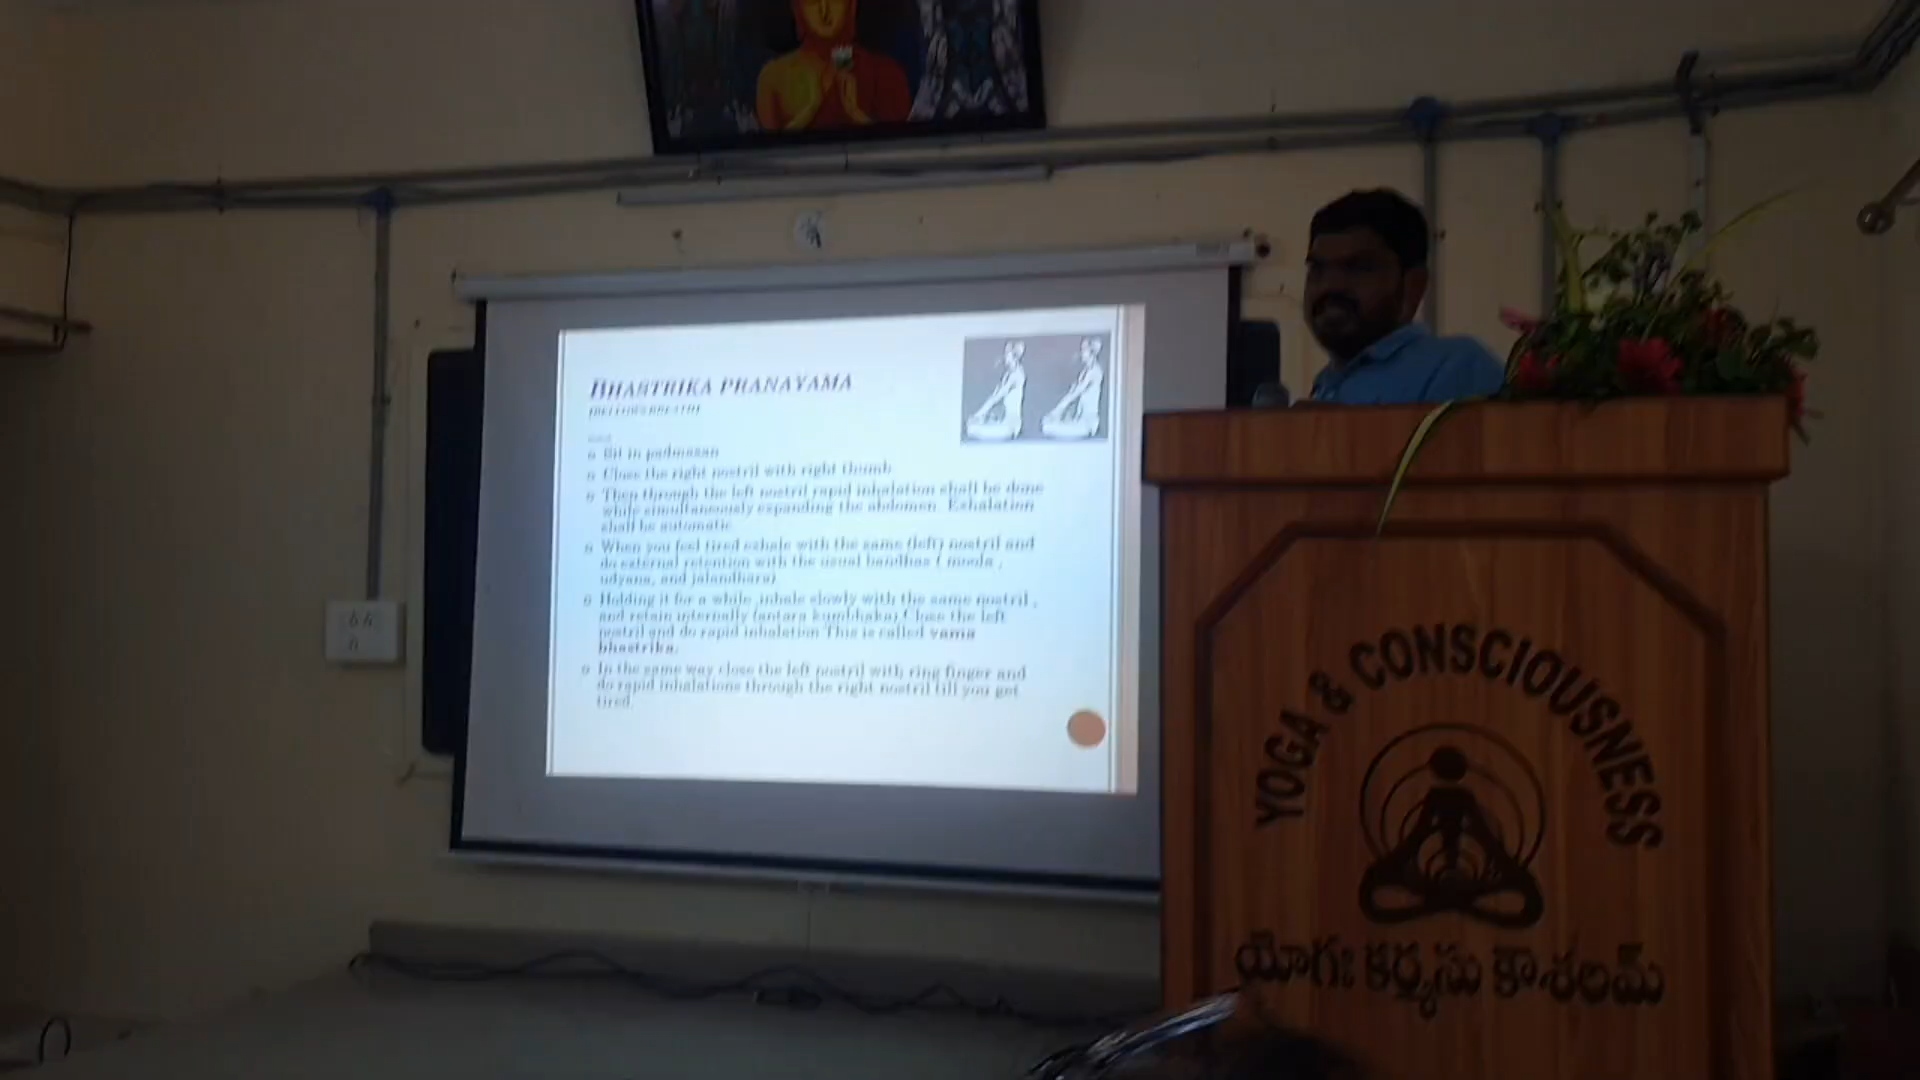 BHASTRIKA PRANAYAMA
(BELLOWS BREATH)
Sit in padmasan
Close the right nostril with right thumb
Then through the left nostril rapid inhalation shall be done
while simultaneously expanding the abdomen. Exhalation
shall be automatic
When you feel tired exhale with the same (left) nostril and
do external retention with the usual bandhas ( moola ,
udyana, and jalandhara)
Holding it for a while ,inhale slowly with the same nostril ,
and retain internally (antara kumbhaka) Close the left
nostril and do rapid inhalation This is called vama
bhastrika.
In the same way close the left nostril with ring finger and
do rapid inhalations through the right nostril till you get
tired.
YOGA & CONSCIOUSNESS
యోగః కర్మసు కౌశలమ్